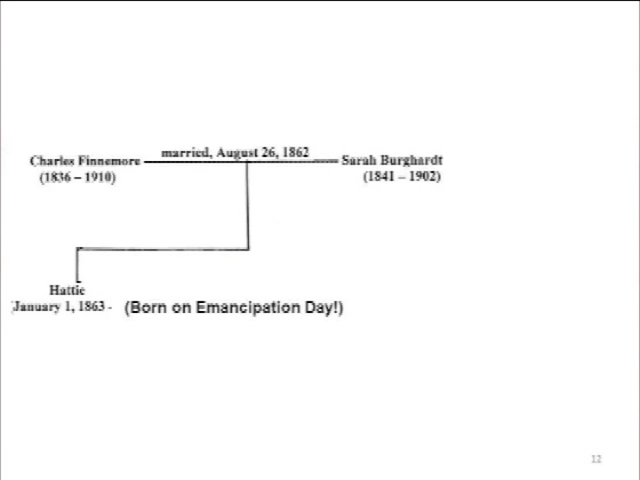 married, August 26, 1862
Charles Finnemore
Sarah Burghardt
(1836 – 1910)
(1841 – 1902)
Hattie
January 1, 1863 -
(Born on Emancipation Day!)
12